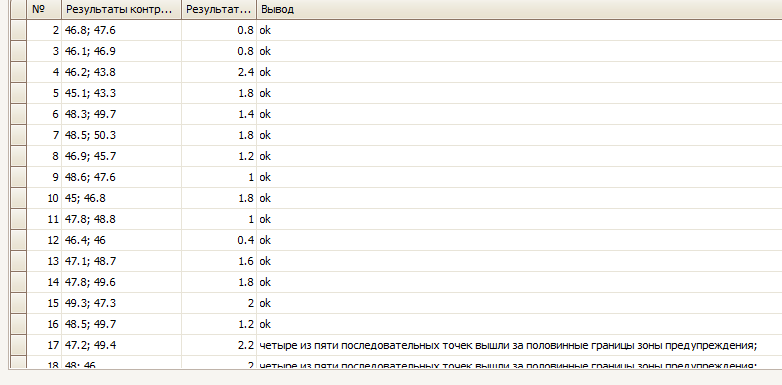 № Результаты контр... Результат... Вывод
2 46.8; 47.6 0.8 ok
3 46.1; 46.9 0.8 ok
4 46.2; 43.8 2.4 ok
5 45.1; 43.3 1.8 ok
6 48.3; 49.7 1.4 ok
7 48.5; 50.3 1.8 ok
8 46.9; 45.7 1.2 ok
9 48.6; 47.6 1 ok
10 45; 46.8 1.8 ok
11 47.8; 48.8 1 ok
12 46.4; 46 0.4 ok
13 47.1; 48.7 1.6 ok
14 47.8; 49.6 1.8 ok
15 49.3; 47.3 2 ok
16 48.5; 49.7 1.2 ok
17 47.2; 49.4 2.2 четыре из пяти последовательных точек вышли за половинные границы зоны предупреждения;
18 48; 46 2 четыре из пяти последовательных точек вышли за половинные границы зоны предупреждения;